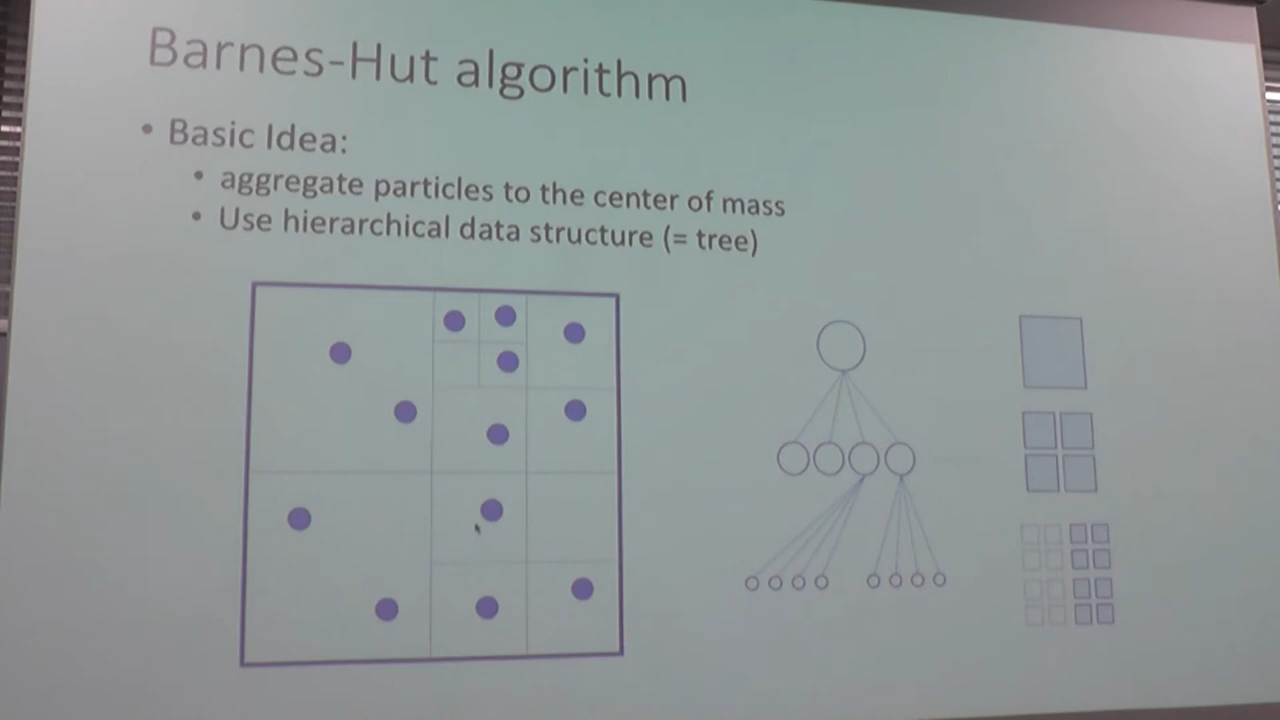 Barnes-Hut algorithm
• Basic Idea:
• aggregate particles to the center of mass
• Use hierarchical data structure (= tree)